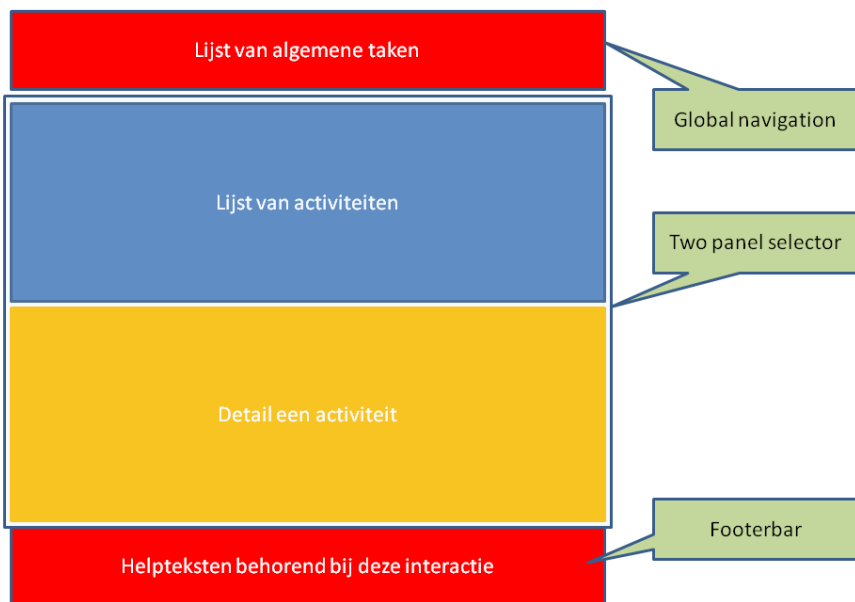 Lijst van algemene taken
Global navigation
Lijst van activiteiten
Two panel selector
Detail een activiteit
Footerbar
Helpteksten behorend bij deze interactie